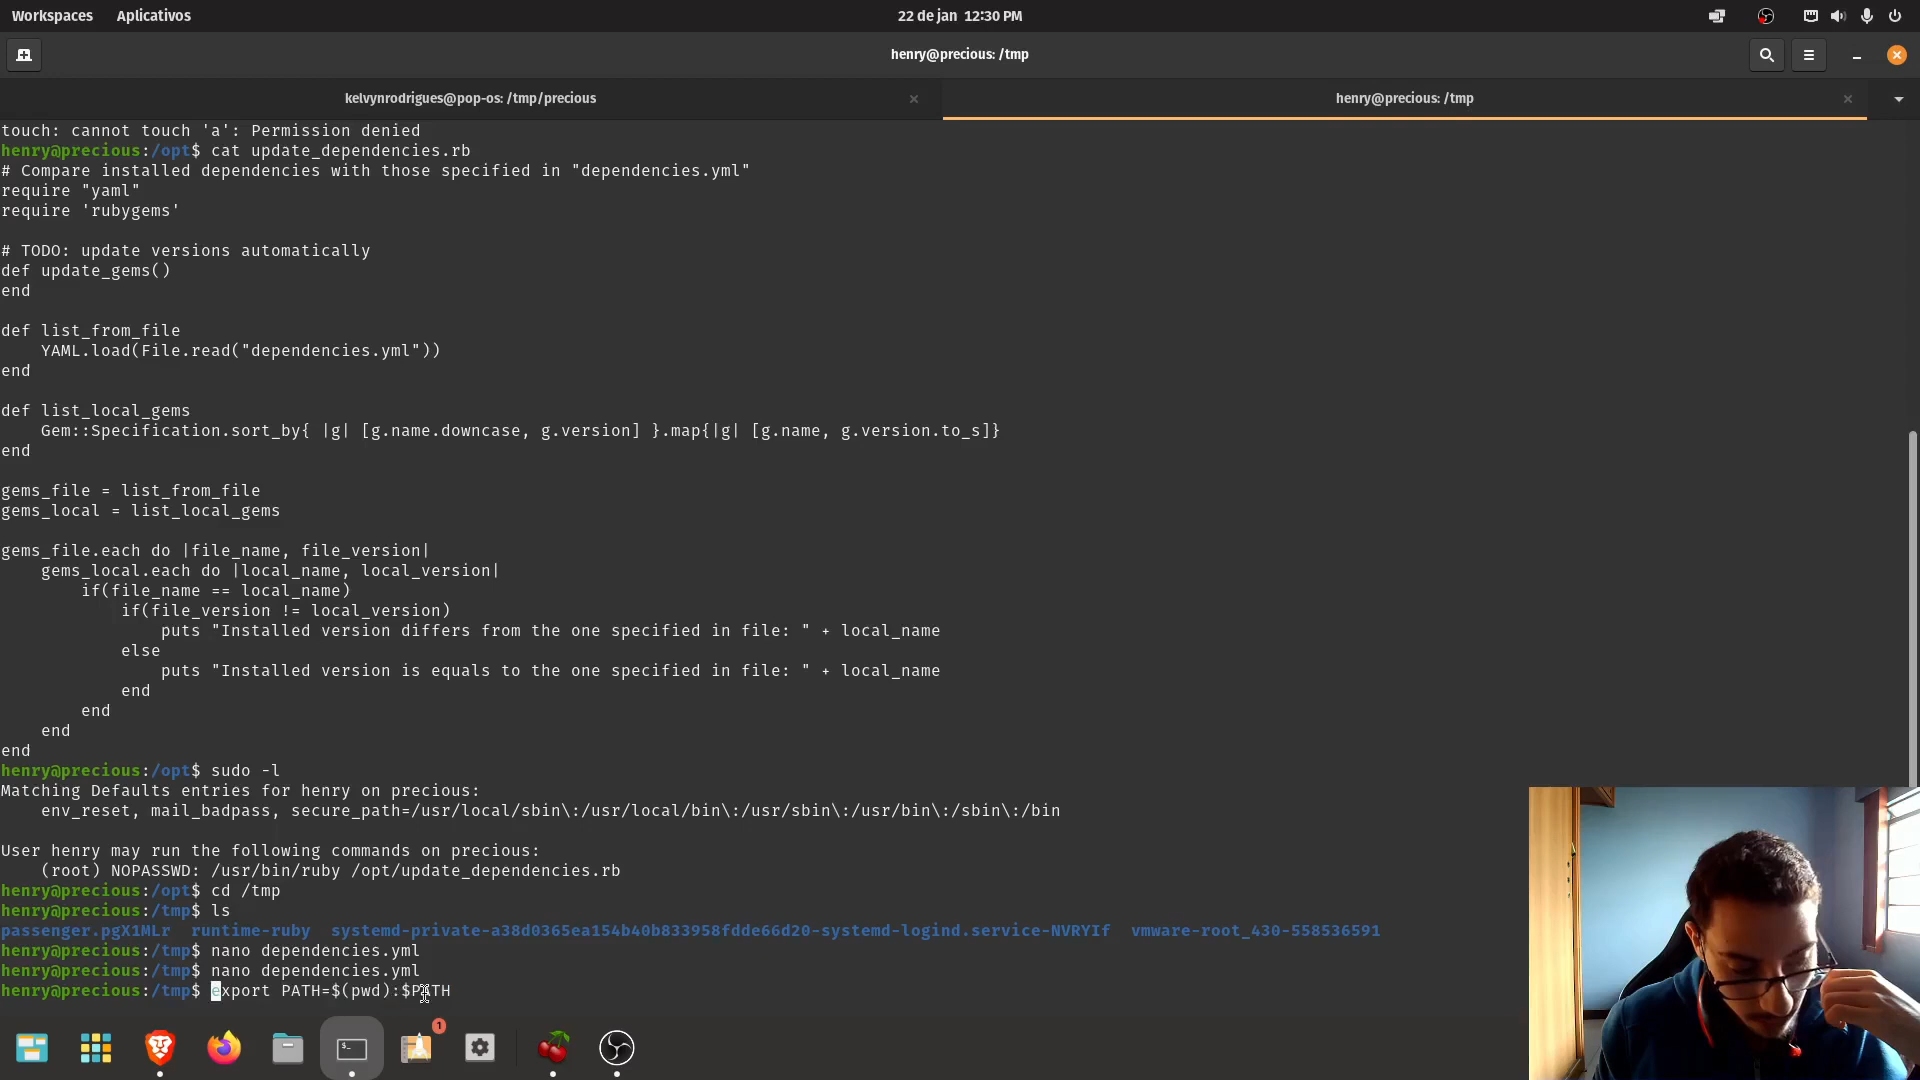 Workspaces Aplicativos 22 de jan 12:30 PM
henry@precious: /tmp
kelvynrodrigues@pop-os: /tmp/precious × henry@precious: /tmp ×
touch: cannot touch 'a': Permission denied
henry@precious:/opt$ cat update_dependencies.rb
# Compare installed dependencies with those specified in "dependencies.yml"
require "yaml"
require 'rubygems'
# TODO: update versions automatically
def update_gems()
end
def list_from_file
    YAML.load(File.read("dependencies.yml"))
end
def list_local_gems
    Gem::Specification.sort_by{ |g| [g.name.downcase, g.version] }.map{|g| [g.name, g.version.to_s]}
end
gems_file = list_from_file
gems_local = list_local_gems
gems_file.each do |file_name, file_version|
    gems_local.each do |local_name, local_version|
        if(file_name == local_name)
            if(file_version != local_version)
                puts "Installed version differs from the one specified in file: " + local_name
            else
                puts "Installed version is equals to the one specified in file: " + local_name
            end
        end
    end
end
henry@precious:/opt$ sudo -l
Matching Defaults entries for henry on precious:
    env_reset, mail_badpass, secure_path=/usr/local/sbin\:/usr/local/bin\:/usr/sbin\:/usr/bin\:/sbin\:/bin
User henry may run the following commands on precious:
    (root) NOPASSWD: /usr/bin/ruby /opt/update_dependencies.rb
henry@precious:/opt$ cd /tmp
henry@precious:/tmp$ ls
passenger.pgX1MLr  runtime-ruby  systemd-private-a38d0365ea154b40b833958fdde66d20-systemd-logind.service-NVRYIf  vmware-root_430-558536591
henry@precious:/tmp$ nano dependencies.yml
henry@precious:/tmp$ nano dependencies.yml
henry@precious:/tmp$ export PATH=$(pwd):$PATH
1